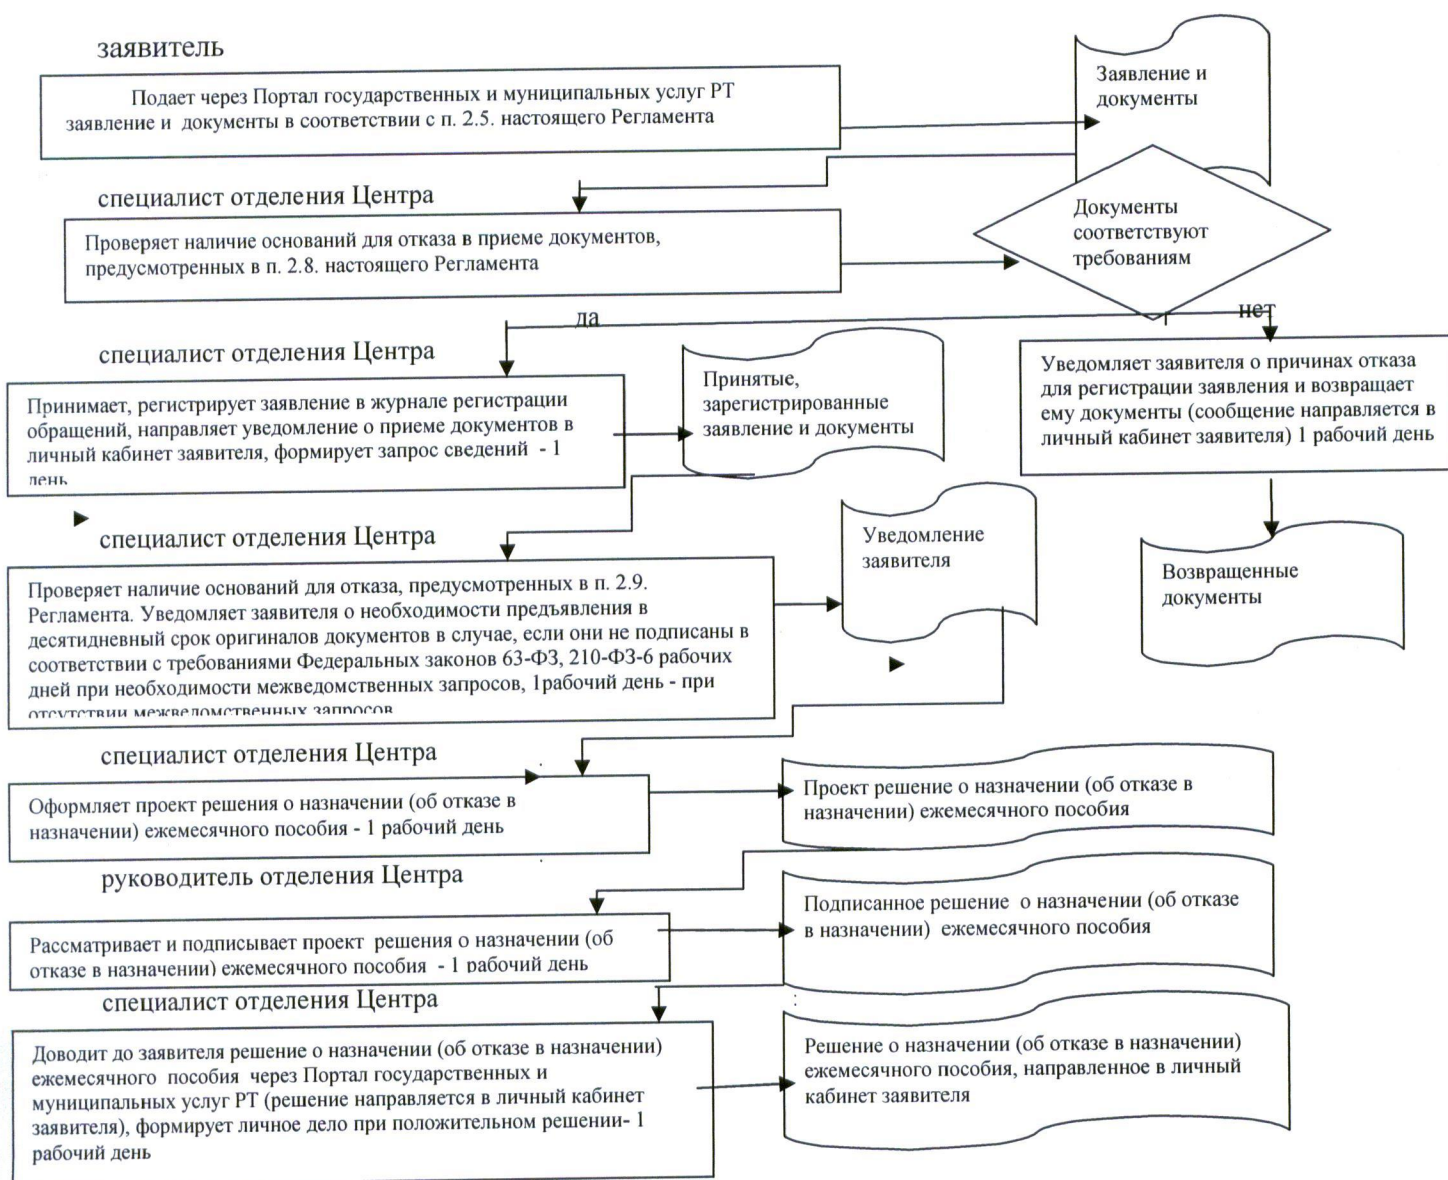 заявитель
Подает через Портал государственных и муниципальных услуг РТ
заявление и документы в соответствии с п. 2.5. настоящего Регламента
Заявление и
документы
специалист отделения Центра
Проверяет наличие оснований для отказа в приеме документов,
предусмотренных в п. 2.8. настоящего Регламента
Документы
соответствуют
требованиям
да
нет
специалист отделения Центра
Принимает, регистрирует заявление в журнале регистрации
обращений, направляет уведомление о приеме документов в
личный кабинет заявителя, формирует запрос сведений - 1
день
Принятые,
зарегистрированные
заявление и документы
Уведомляет заявителя о причинах отказа
для регистрации заявления и возвращает
ему документы (сообщение направляется в
личный кабинет заявителя) 1 рабочий день
специалист отделения Центра
Проверяет наличие оснований для отказа, предусмотренных в п. 2.9.
Регламента. Уведомляет заявителя о необходимости предъявления в
десятидневный срок оригиналов документов в случае, если они не подписаны в
соответствии с требованиями Федеральных законов 63-ФЗ, 210-ФЗ-6 рабочих
дней при необходимости межведомственных запросов, 1рабочий день - при
отсутствии межведомственных запросов
Уведомление
заявителя
Возвращенные
документы
специалист отделения Центра
Оформляет проект решения о назначении (об отказе в
назначении) ежемесячного пособия - 1 рабочий день
Проект решение о назначении (об отказе в
назначении) ежемесячного пособия
руководитель отделения Центра
Рассматривает и подписывает проект решения о назначении (об
отказе в назначении) ежемесячного пособия - 1 рабочий день
Подписанное решение о назначении (об отказе
в назначении) ежемесячного пособия
специалист отделения Центра
Доводит до заявителя решение о назначении (об отказе в назначении)
ежемесячного пособия через Портал государственных и
муниципальных услуг РТ (решение направляется в личный кабинет
заявителя), формирует личное дело при положительном решении- 1
рабочий день
Решение о назначении (об отказе в назначении)
ежемесячного пособия, направленное в личный
кабинет заявителя